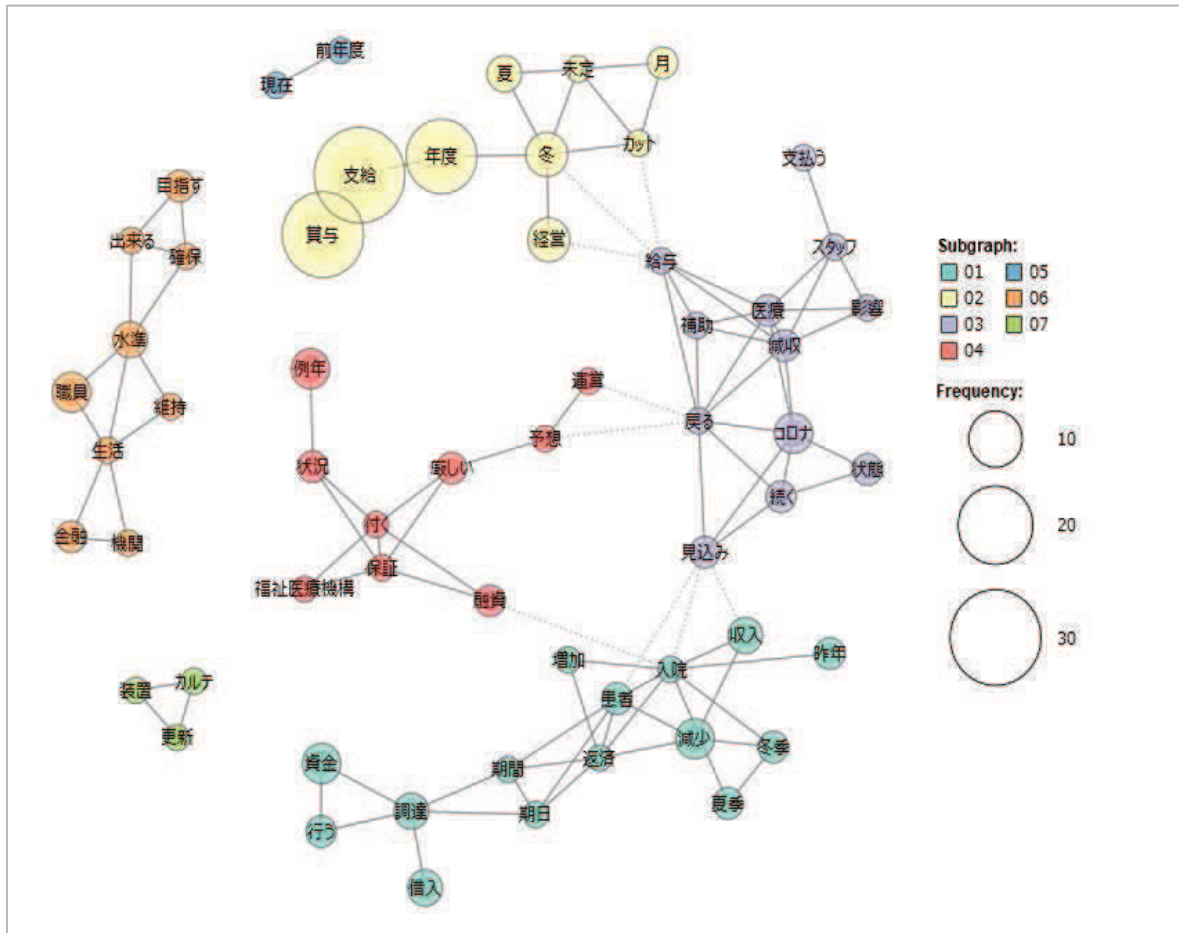 前年度
現在
夏
未定
月
支給
年度
冬
カット
賞与
経営
支払う
目指す
出来る
確保
給与
スタッフ
医療
影響
補助
減収
水準
職員
維持
生活
金融
機関
例年
運営
予想
戻る
コロナ
状況
厳しい
状態
続く
付く
保証
見込み
福祉医療機構
融資
収入
増加
入院
昨年
患者
装置
カルテ
更新
減少
冬季
資金
期間
返済
夏季
調達
期日
行う
借入
Subgraph:
01 05
02 06
03 07
04
Frequency:
10
20
30